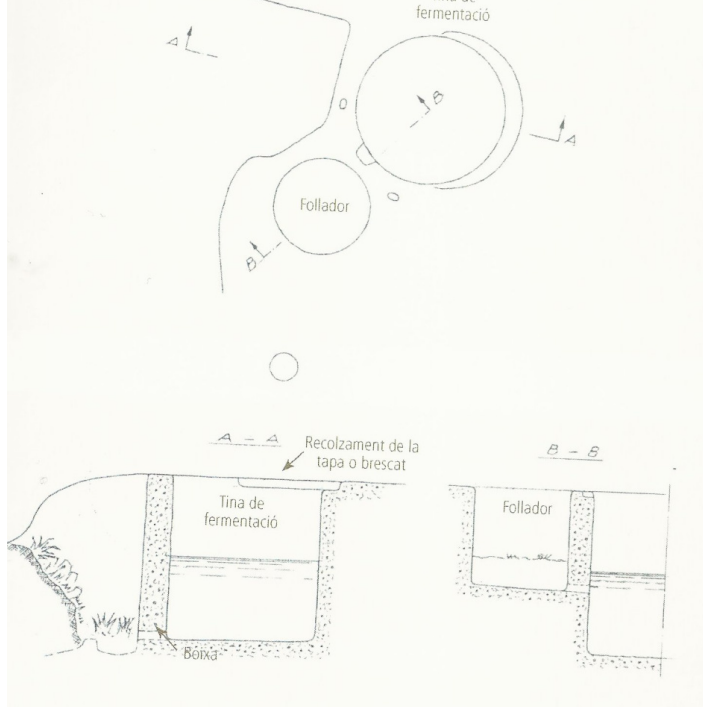 fermentació
A
B
A
Follador
B
A - A
Recolzament de la
tapa o brescat
B - B
Tina de
fermentació
Follador
Boixa